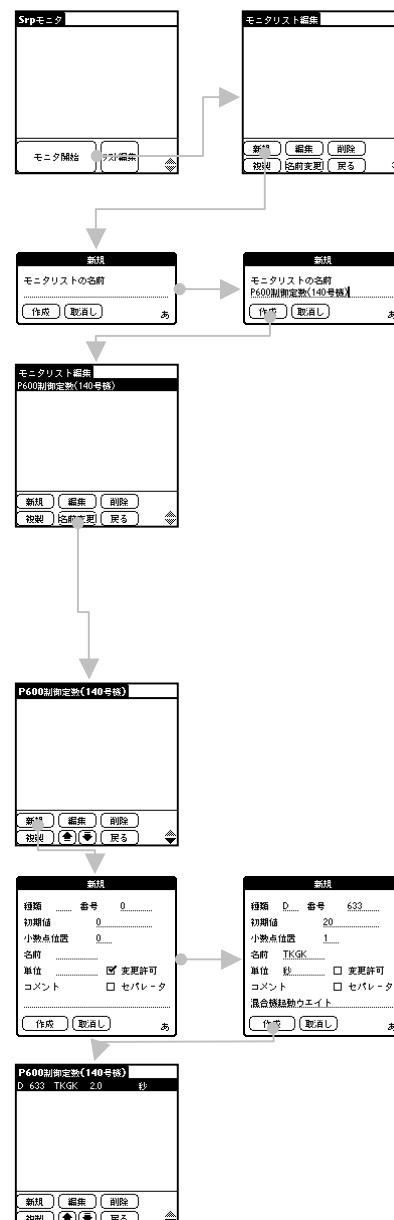 Srpモニタ
モニタ開始
モニタリスト編集
新規 編集 削除
複製 名前変更 戻る
新規
モニタリストの名前
作成 取消し あ
新規
モニタリストの名前
P600制御定数(140号機)
作成 取消し あ
モニタリスト編集
P600制御定数(140号機)
新規 編集 削除
複製 名前変更 戻る
P600制御定数(140号機)
新規 編集 削除
複製 戻る
新規
種類 番号 0
初期値 0
小数点位置 0
名前
単位 変更許可
コメント セパレータ
作成 取消し あ
新規
種類 D 番号 633
初期値 20
小数点位置 1
名前 TKGK
単位 秒 変更許可
コメント セパレータ
混合機起動ウエイト
作成 取消し あ
P600制御定数(140号機)
D 633 TKGK 2.0 秒
新規 編集 削除
複製 戻る